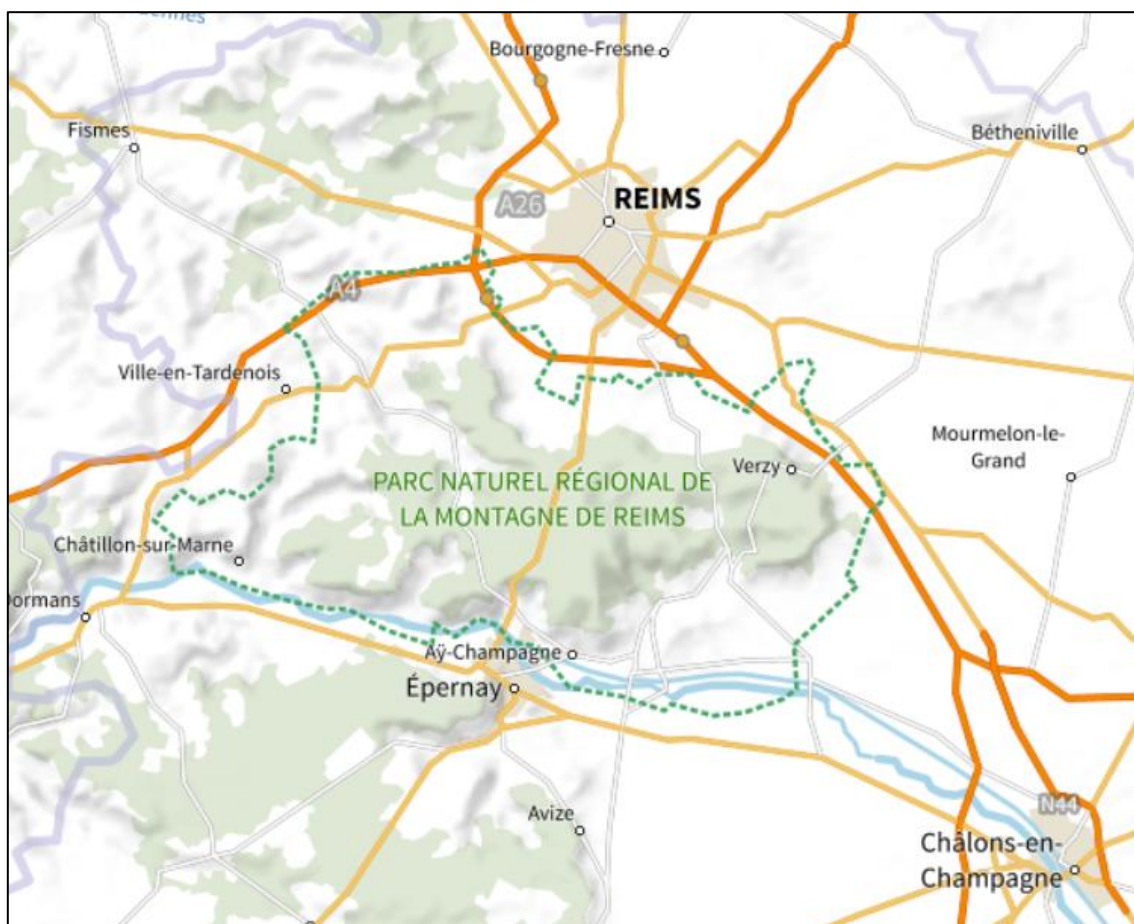 Bourgogne-Fresne
Fismes
Bétheniville
A26
REIMS
A4
Ville-en-Tardenois
Mourmelon-le-
Grand
Verzy
PARC NATUREL RÉGIONAL DE
LA MONTAGNE DE REIMS
Châtillon-sur-Marne
Dormans
Aÿ-Champagne
Épernay
Avize
N44
Châlons-en-
Champagne